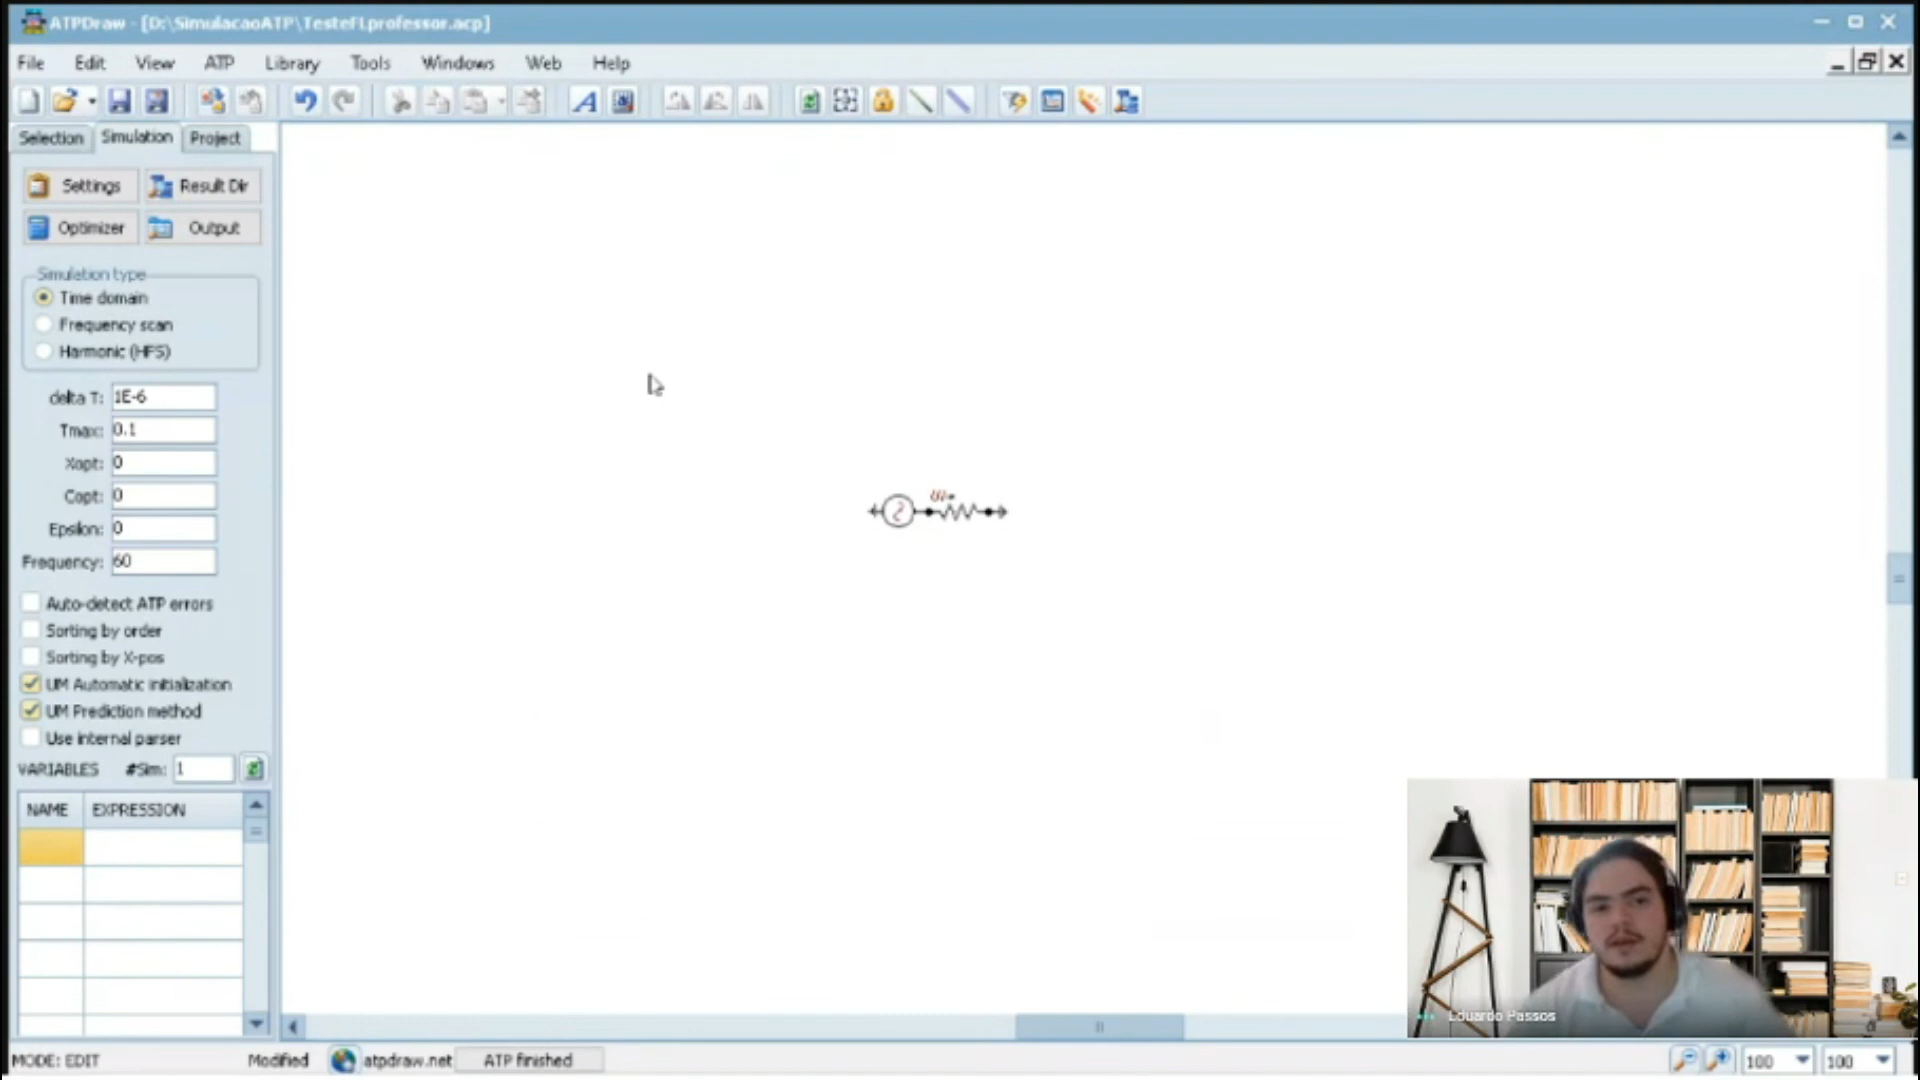 ATPDraw - [D:\SimulacaoATP\TesteFLprofessor.acp]
File Edit View ATP Library Tools Windows Web Help
Selection Simulation Project
Settings Result Dir
Optimizer Output
Simulation type
Time domain
Frequency scan
Harmonic (HFS)
delta T: 1E-6
Tmax: 0.1
Xopt: 0
Copt: 0
Epsilon: 0
Frequency: 60
Auto-detect ATP errors
Sorting by order
Sorting by X-pos
UM Automatic initialization
UM Prediction method
Use internal parser
VARIABLES #Sim: 1
NAME EXPRESSION
Eduardo Passos
MODE: EDIT Modified atpdraw.net ATP finished 100 100